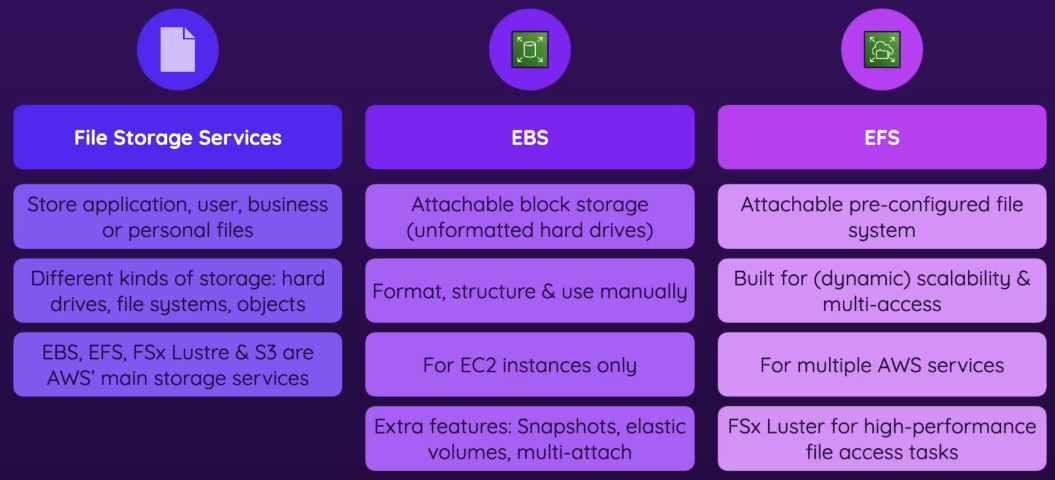 File Storage Services
Store application, user, business
or personal files
Different kinds of storage: hard
drives, file systems, objects
EBS, EFS, FSx Lustre & S3 are
AWS’ main storage services
EBS
Attachable block storage
(unformatted hard drives)
Format, structure & use manually
For EC2 instances only
Extra features: Snapshots, elastic
volumes, multi-attach
EFS
Attachable pre-configured file
system
Built for (dynamic) scalability &
multi-access
For multiple AWS services
FSx Luster for high-performance
file access tasks